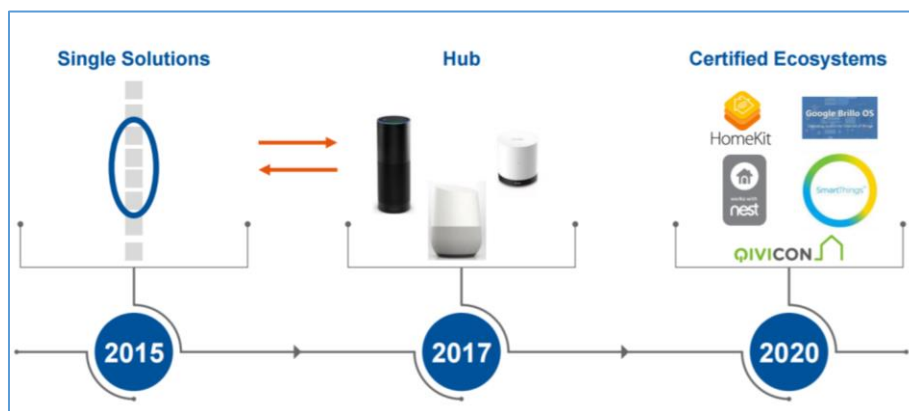 Single Solutions
Hub
Certified Ecosystems
HomeKit
Google Brillo OS
works with
nest
SmartThings
QIVICON
2015
2017
2020